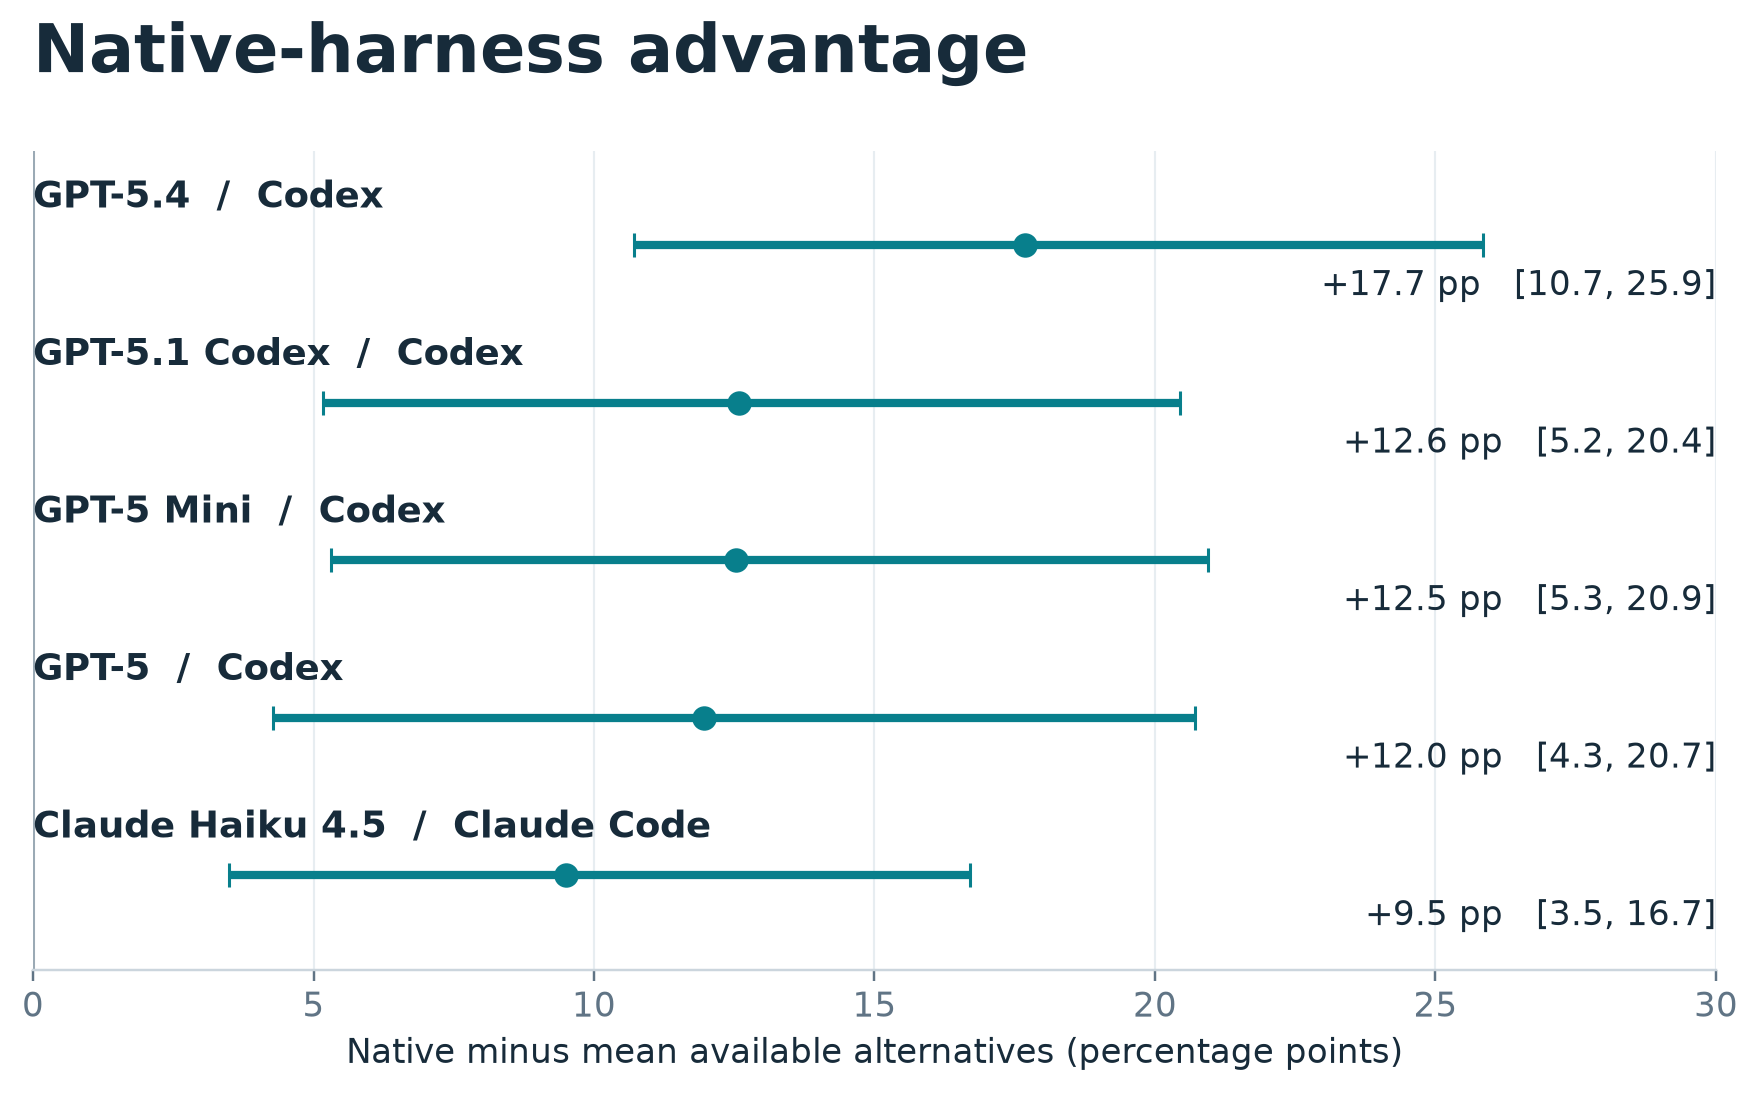 Native-harness advantage
GPT-5.4 / Codex
+17.7 pp [10.7, 25.9]
GPT-5.1 Codex / Codex
+12.6 pp [5.2, 20.4]
GPT-5 Mini / Codex
+12.5 pp [5.3, 20.9]
GPT-5 / Codex
+12.0 pp [4.3, 20.7]
Claude Haiku 4.5 / Claude Code
+9.5 pp [3.5, 16.7]
0 5 10 15 20 25 30
Native minus mean available alternatives (percentage points)